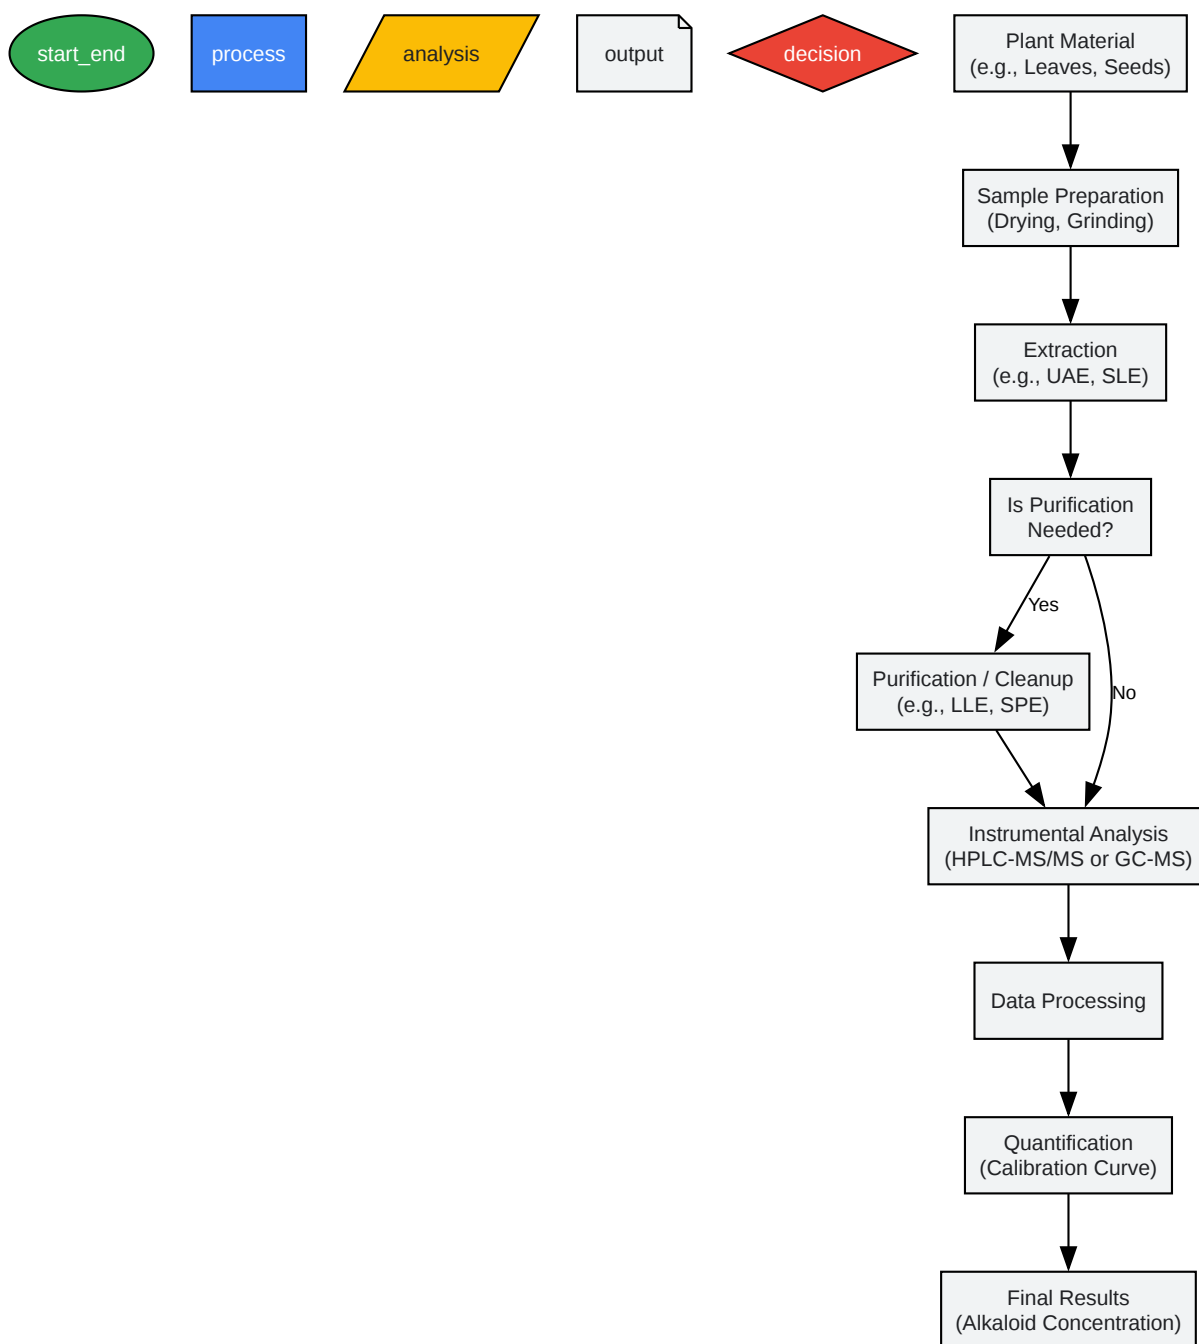 start_end
process
analysis
output
decision
Plant Material
(e.g., Leaves, Seeds)
Sample Preparation
(Drying, Grinding)
Extraction
(e.g., UAE, SLE)
Is Purification
Needed?
Yes
Purification / Cleanup
(e.g., LLE, SPE)
No
Instrumental Analysis
(HPLC-MS/MS or GC-MS)
Data Processing
Quantification
(Calibration Curve)
Final Results
(Alkaloid Concentration)